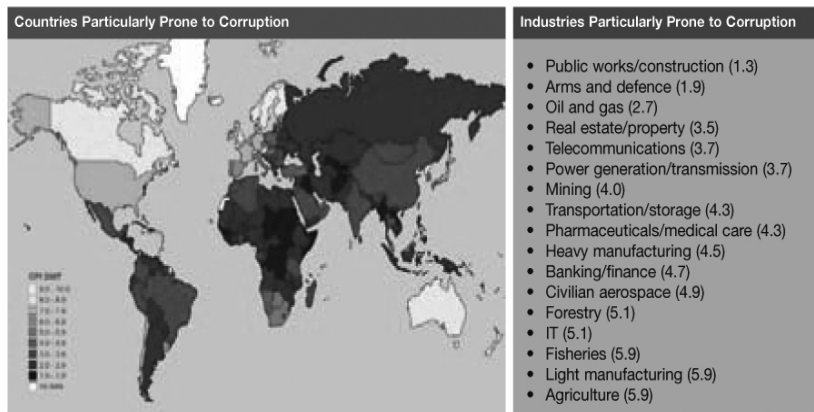 Countries Particularly Prone to Corruption
Industries Particularly Prone to Corruption
• Public works/construction (1.3)
• Arms and defence (1.9)
• Oil and gas (2.7)
• Real estate/property (3.5)
• Telecommunications (3.7)
• Power generation/transmission (3.7)
• Mining (4.0)
• Transportation/storage (4.3)
• Pharmaceuticals/medical care (4.3)
• Heavy manufacturing (4.5)
• Banking/finance (4.7)
• Civilian aerospace (4.9)
• Forestry (5.1)
• IT (5.1)
• Fisheries (5.9)
• Light manufacturing (5.9)
• Agriculture (5.9)